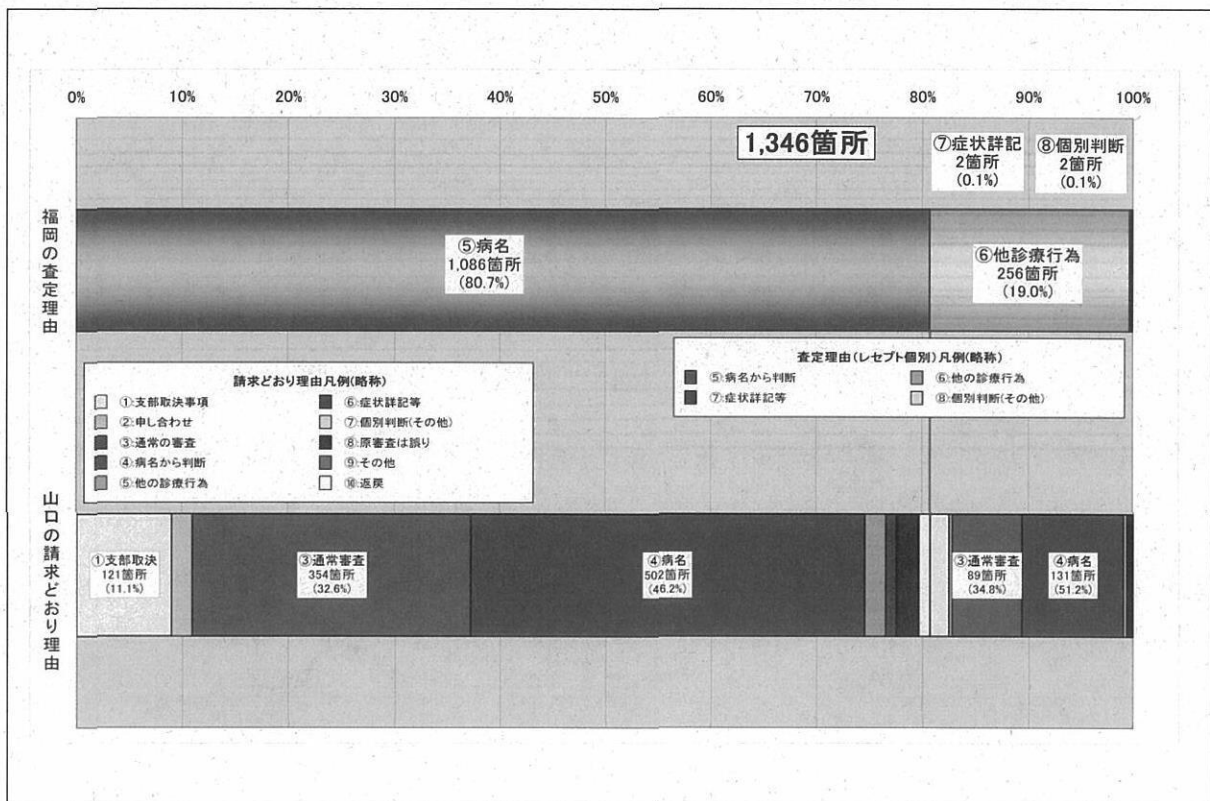 0% 10% 20% 30% 40% 50% 60% 70% 80% 90% 100%
1,346箇所
⑦症状詳記
2箇所
(0.1%)
⑧個別判断
2箇所
(0.1%)
福岡の査定理由
⑤病名
1,086箇所
(80.7%)
⑥他診療行為
256箇所
(19.0%)
請求どおり理由凡例(略称)
①:支部取決事項
②:申し合わせ
③:通常の審査
④:病名から判断
⑤:他の診療行為
⑥:症状詳記等
⑦:個別判断(その他)
⑧:原審査は誤り
⑨:その他
⑩:返戻
査定理由(レセプト個別)凡例(略称)
⑤:病名から判断
⑦:症状詳記等
⑥:他の診療行為
⑧:個別判断(その他)
山口の請求どおり理由
①支部取決
121箇所
(11.1%)
③通常審査
354箇所
(32.6%)
④病名
502箇所
(46.2%)
③通常審査
89箇所
(34.8%)
④病名
131箇所
(51.2%)